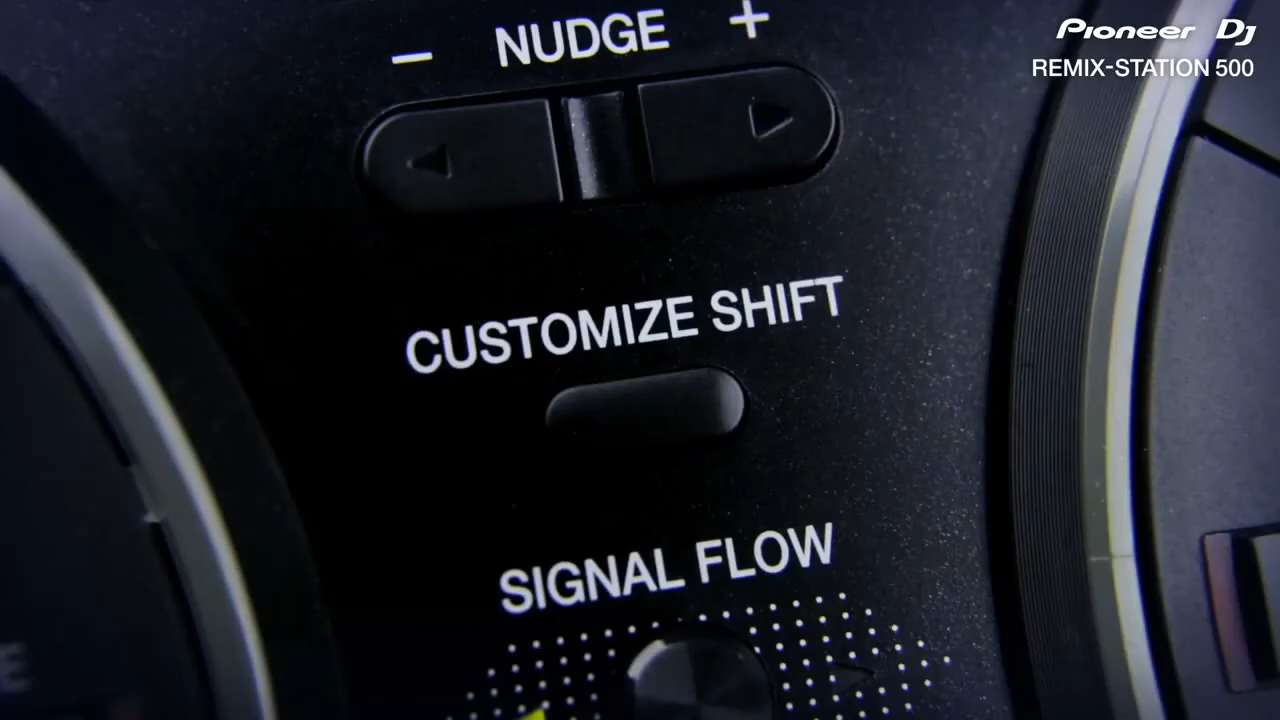 Pioneer Dj
REMIX-STATION 500
− NUDGE +
CUSTOMIZE SHIFT
SIGNAL FLOW
E